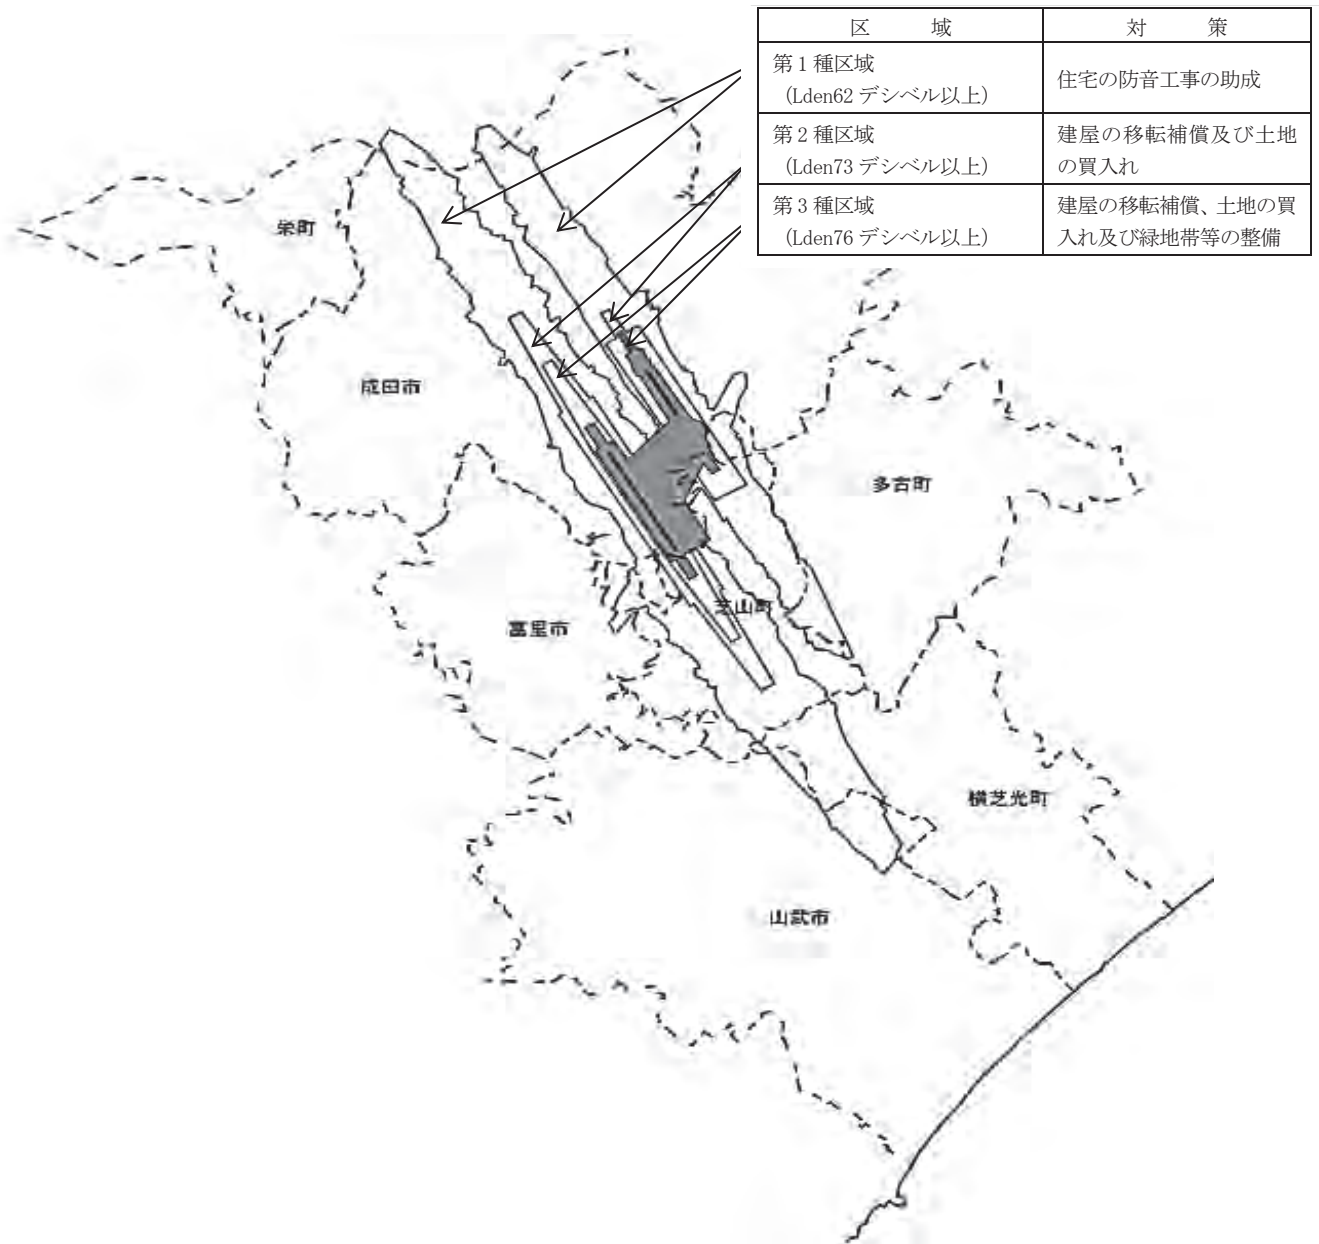 区　　域
対　　策
第１種区域
（Lden62 デシベル以上）
住宅の防音工事の助成
第２種区域
（Lden73 デシベル以上）
建屋の移転補償及び土地
の買入れ
第３種区域
（Lden76 デシベル以上）
建屋の移転補償、土地の買
入れ及び緑地帯等の整備
栄町
成田市
多古町
芝山町
富里市
横芝光町
山武市